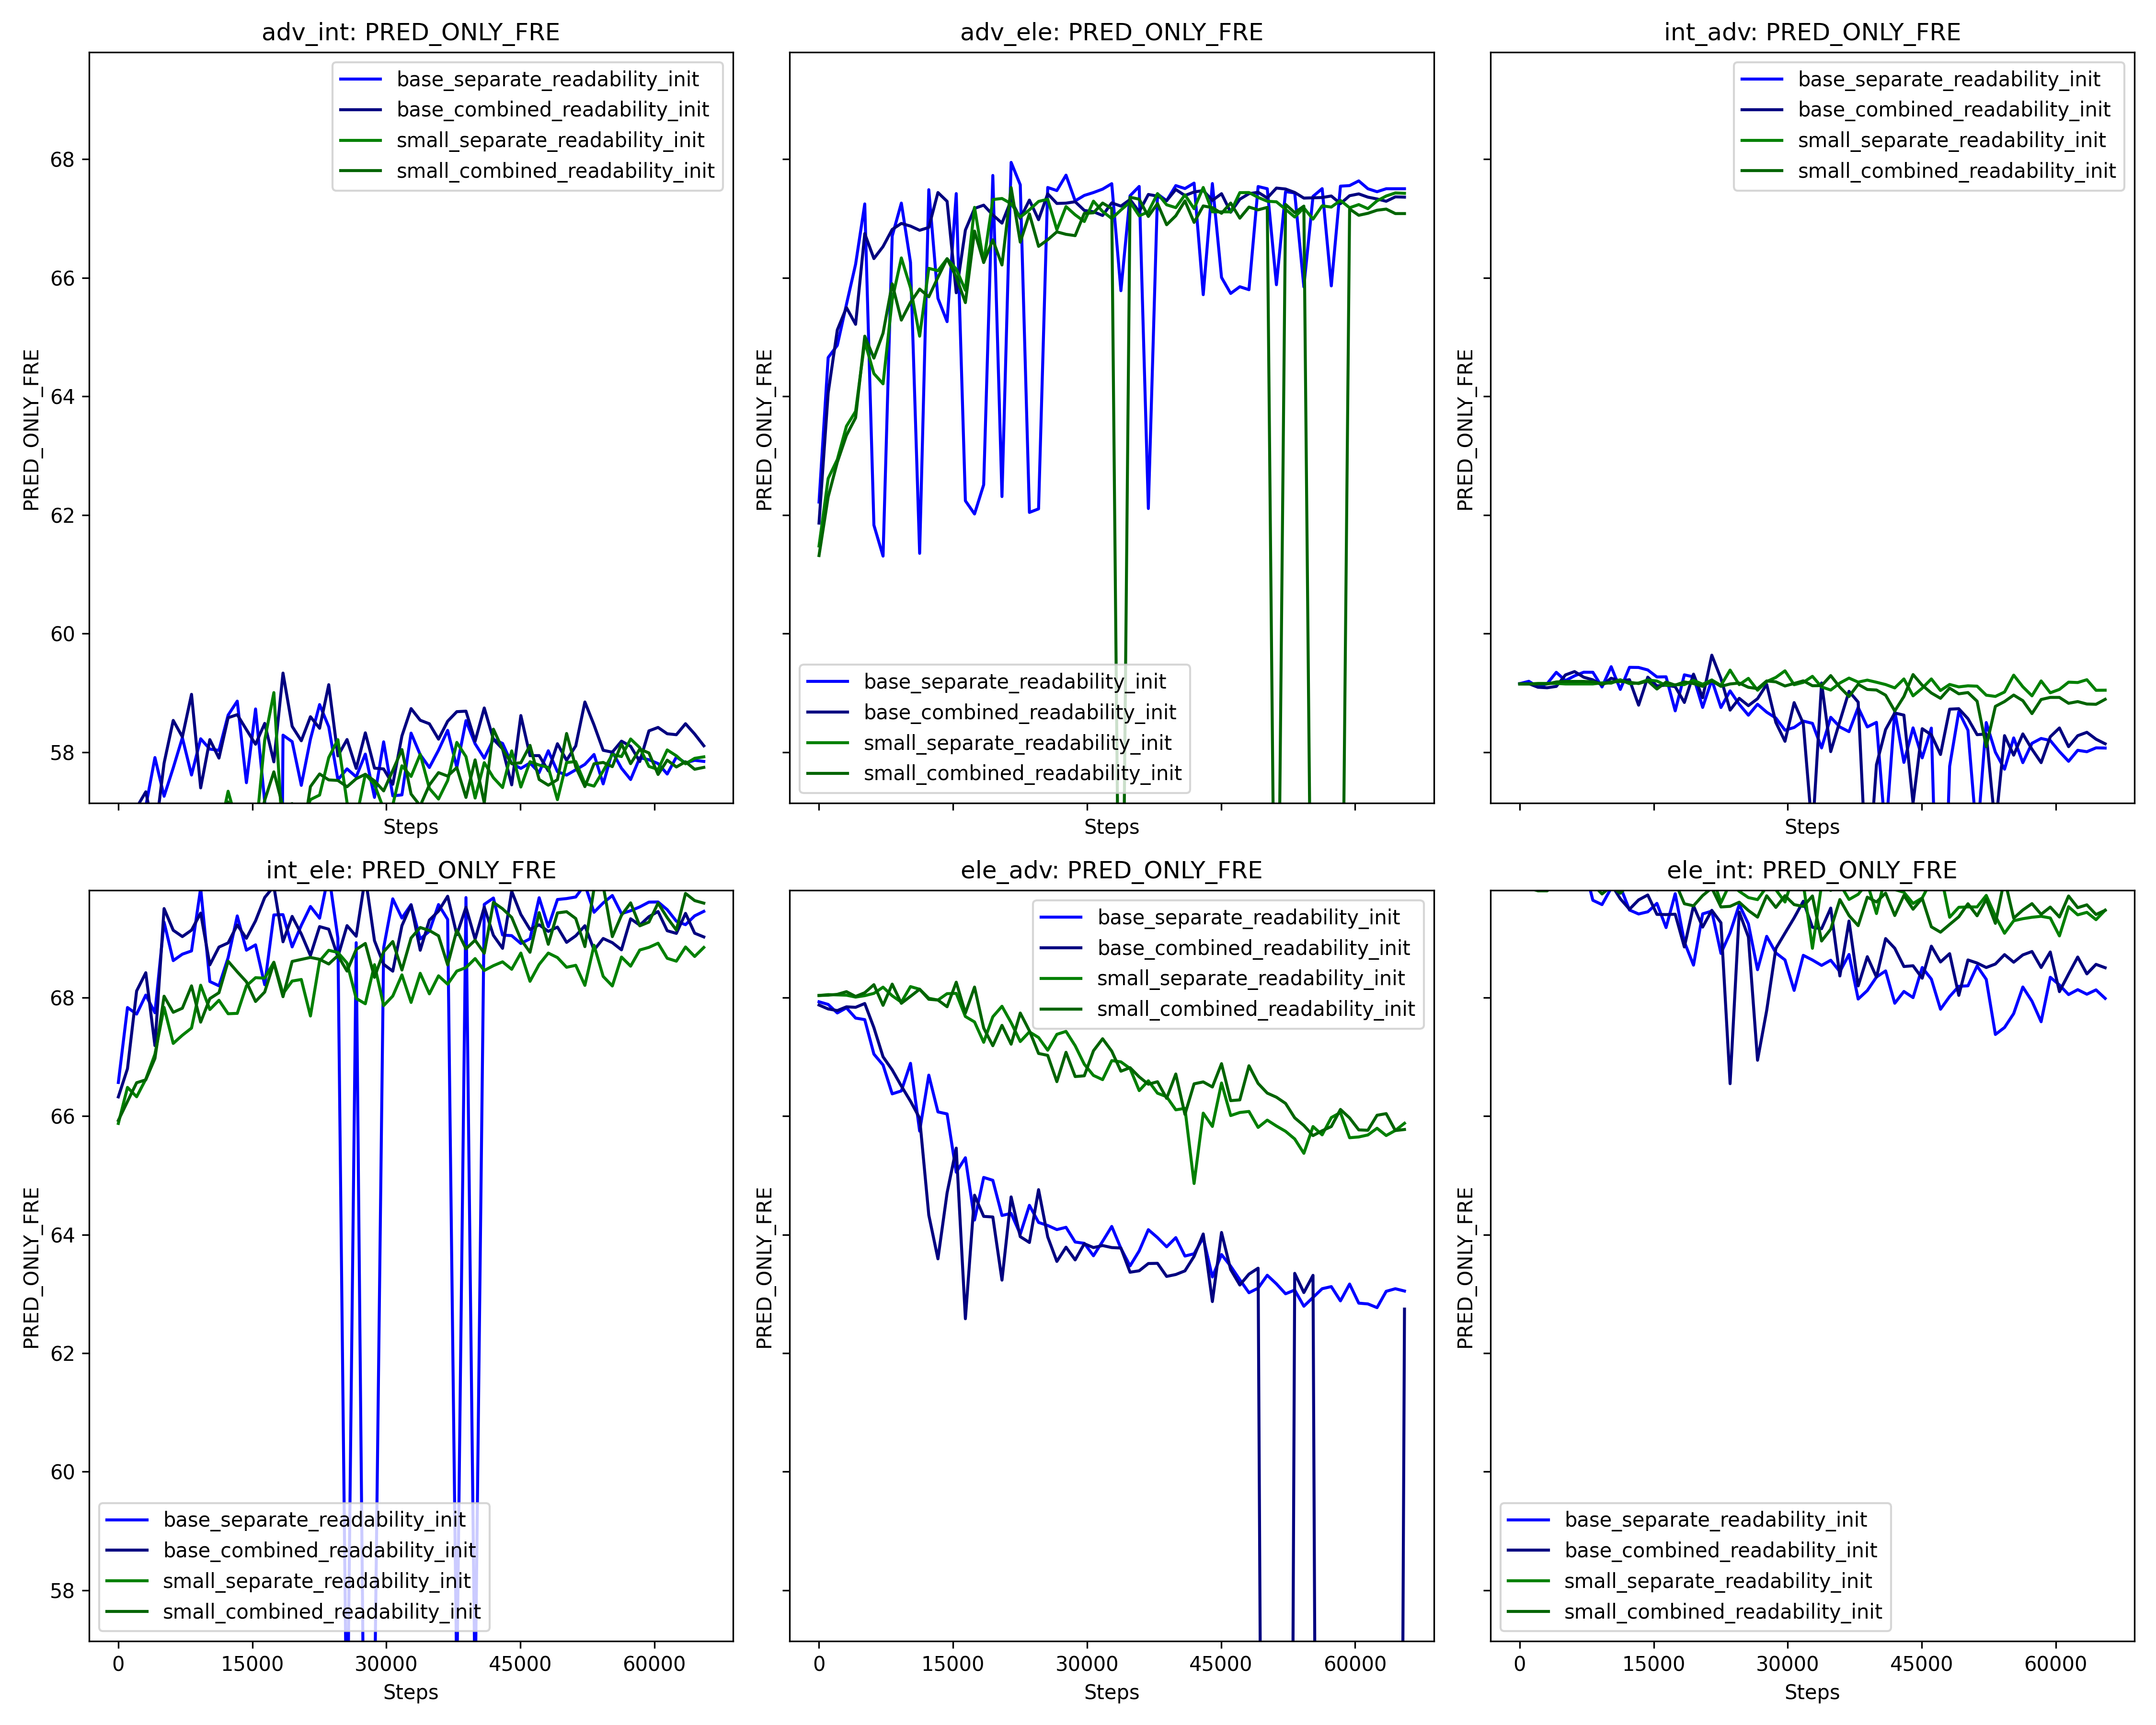 adv_int: PRED_ONLY_FRE
PRED_ONLY_FRE
68
66
64
62
60
58
base_separate_readability_init
base_combined_readability_init
small_separate_readability_init
small_combined_readability_init
Steps
adv_ele: PRED_ONLY_FRE
PRED_ONLY_FRE
base_separate_readability_init
base_combined_readability_init
small_separate_readability_init
small_combined_readability_init
Steps
int_adv: PRED_ONLY_FRE
PRED_ONLY_FRE
base_separate_readability_init
base_combined_readability_init
small_separate_readability_init
small_combined_readability_init
Steps
int_ele: PRED_ONLY_FRE
PRED_ONLY_FRE
68
66
64
62
60
58
base_separate_readability_init
base_combined_readability_init
small_separate_readability_init
small_combined_readability_init
0 15000 30000 45000 60000
Steps
ele_adv: PRED_ONLY_FRE
PRED_ONLY_FRE
base_separate_readability_init
base_combined_readability_init
small_separate_readability_init
small_combined_readability_init
0 15000 30000 45000 60000
Steps
ele_int: PRED_ONLY_FRE
PRED_ONLY_FRE
base_separate_readability_init
base_combined_readability_init
small_separate_readability_init
small_combined_readability_init
0 15000 30000 45000 60000
Steps